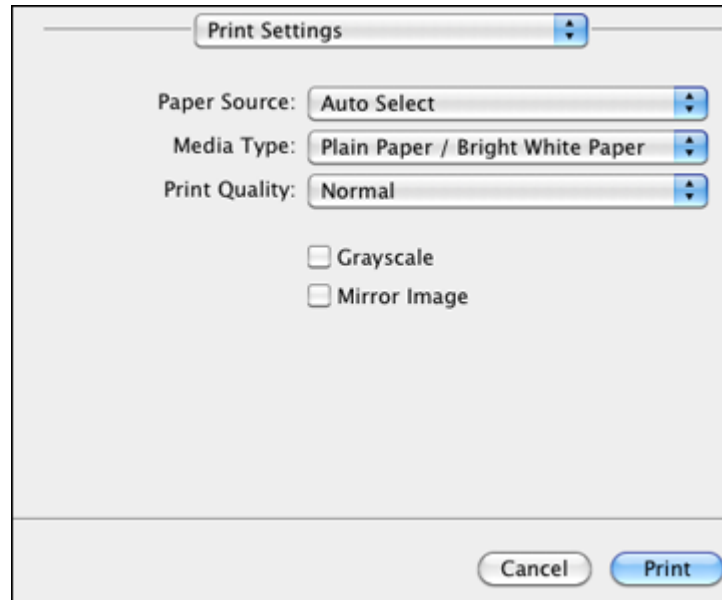 Print Settings
Paper Source: Auto Select
Media Type: Plain Paper / Bright White Paper
Print Quality: Normal
Grayscale
Mirror Image
Cancel Print